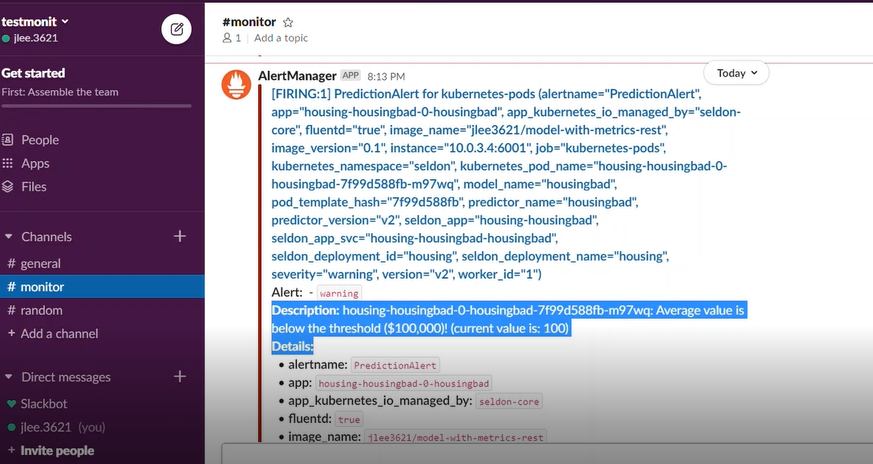 testmonit
jlee.3621
Get started
First: Assemble the team
People
Apps
Files
Channels
# general
# monitor
# random
+ Add a channel
Direct messages
Slackbot
jlee.3621 (you)
+ Invite people
#monitor
1 | Add a topic
Today
AlertManager APP 8:13 PM
[FIRING:1] PredictionAlert for kubernetes-pods (alertname="PredictionAlert",
app="housing-housingbad-0-housingbad", app_kubernetes_io_managed_by="seldon-
core", fluentd="true", image_name="jlee3621/model-with-metrics-rest",
image_version="0.1", instance="10.0.3.4:6001", job="kubernetes-pods",
kubernetes_namespace="seldon", kubernetes_pod_name="housing-housingbad-0-
housingbad-7f99d588fb-m97wq", model_name="housingbad",
pod_template_hash="7f99d588fb", predictor_name="housingbad",
predictor_version="v2", seldon_app="housing-housingbad",
seldon_app_svc="housing-housingbad-housingbad",
seldon_deployment_id="housing", seldon_deployment_name="housing",
severity="warning", version="v2", worker_id="1")
Alert: - warning
Description: housing-housingbad-0-housingbad-7f99d588fb-m97wq: Average value is
below the threshold ($100,000)! (current value is: 100)
Details:
• alertname: PredictionAlert
• app: housing-housingbad-0-housingbad
• app_kubernetes_io_managed_by: seldon-core
• fluentd: true
• image_name: jlee3621/model-with-metrics-rest